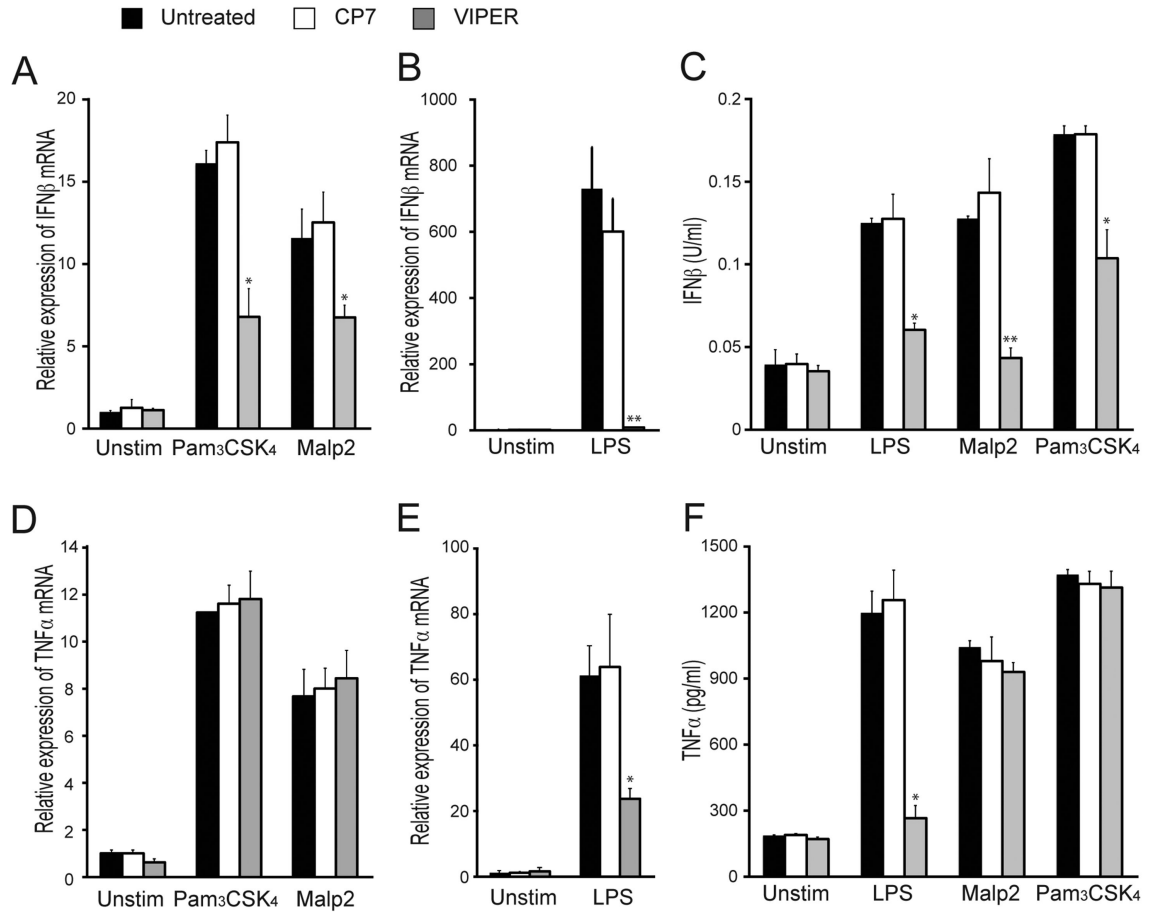 Untreated CP7 VIPER
A
Relative expression of IFNβ mRNA
20
15
10
5
0
Unstim Pam₃CSK₄ Malp2
* *
B
Relative expression of IFNβ mRNA
1000
800
600
400
200
0
Unstim LPS
**
C
IFNβ (U/ml)
0.2
0.15
0.1
0.05
0
Unstim LPS Malp2 Pam₃CSK₄
* ** *
D
Relative expression of TNFα mRNA
14
12
10
8
6
4
2
0
Unstim Pam₃CSK₄ Malp2
E
Relative expression of TNFα mRNA
100
80
60
40
20
0
Unstim LPS
*
F
TNFα (pg/ml)
1500
1200
900
600
300
0
Unstim LPS Malp2 Pam₃CSK₄
*